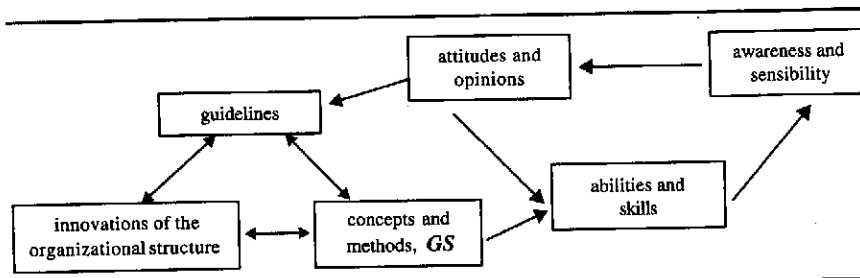 attitudes and
opinions
awareness and
sensibility
guidelines
abilities and
skills
innovations of the
organizational structure
concepts and
methods, GS